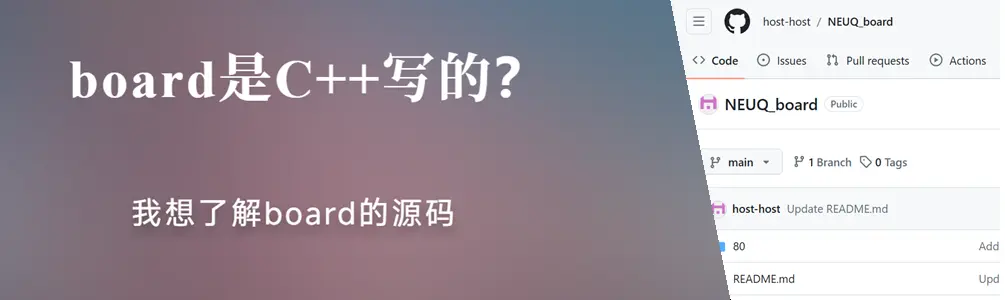 board是C++写的？
我想了解board的源码
host-host / NEUQ_board
Code Issues Pull requests Actions
NEUQ_board Public
main 1 Branch 0 Tags
host-host Update README.md
80 Add
README.md Upd